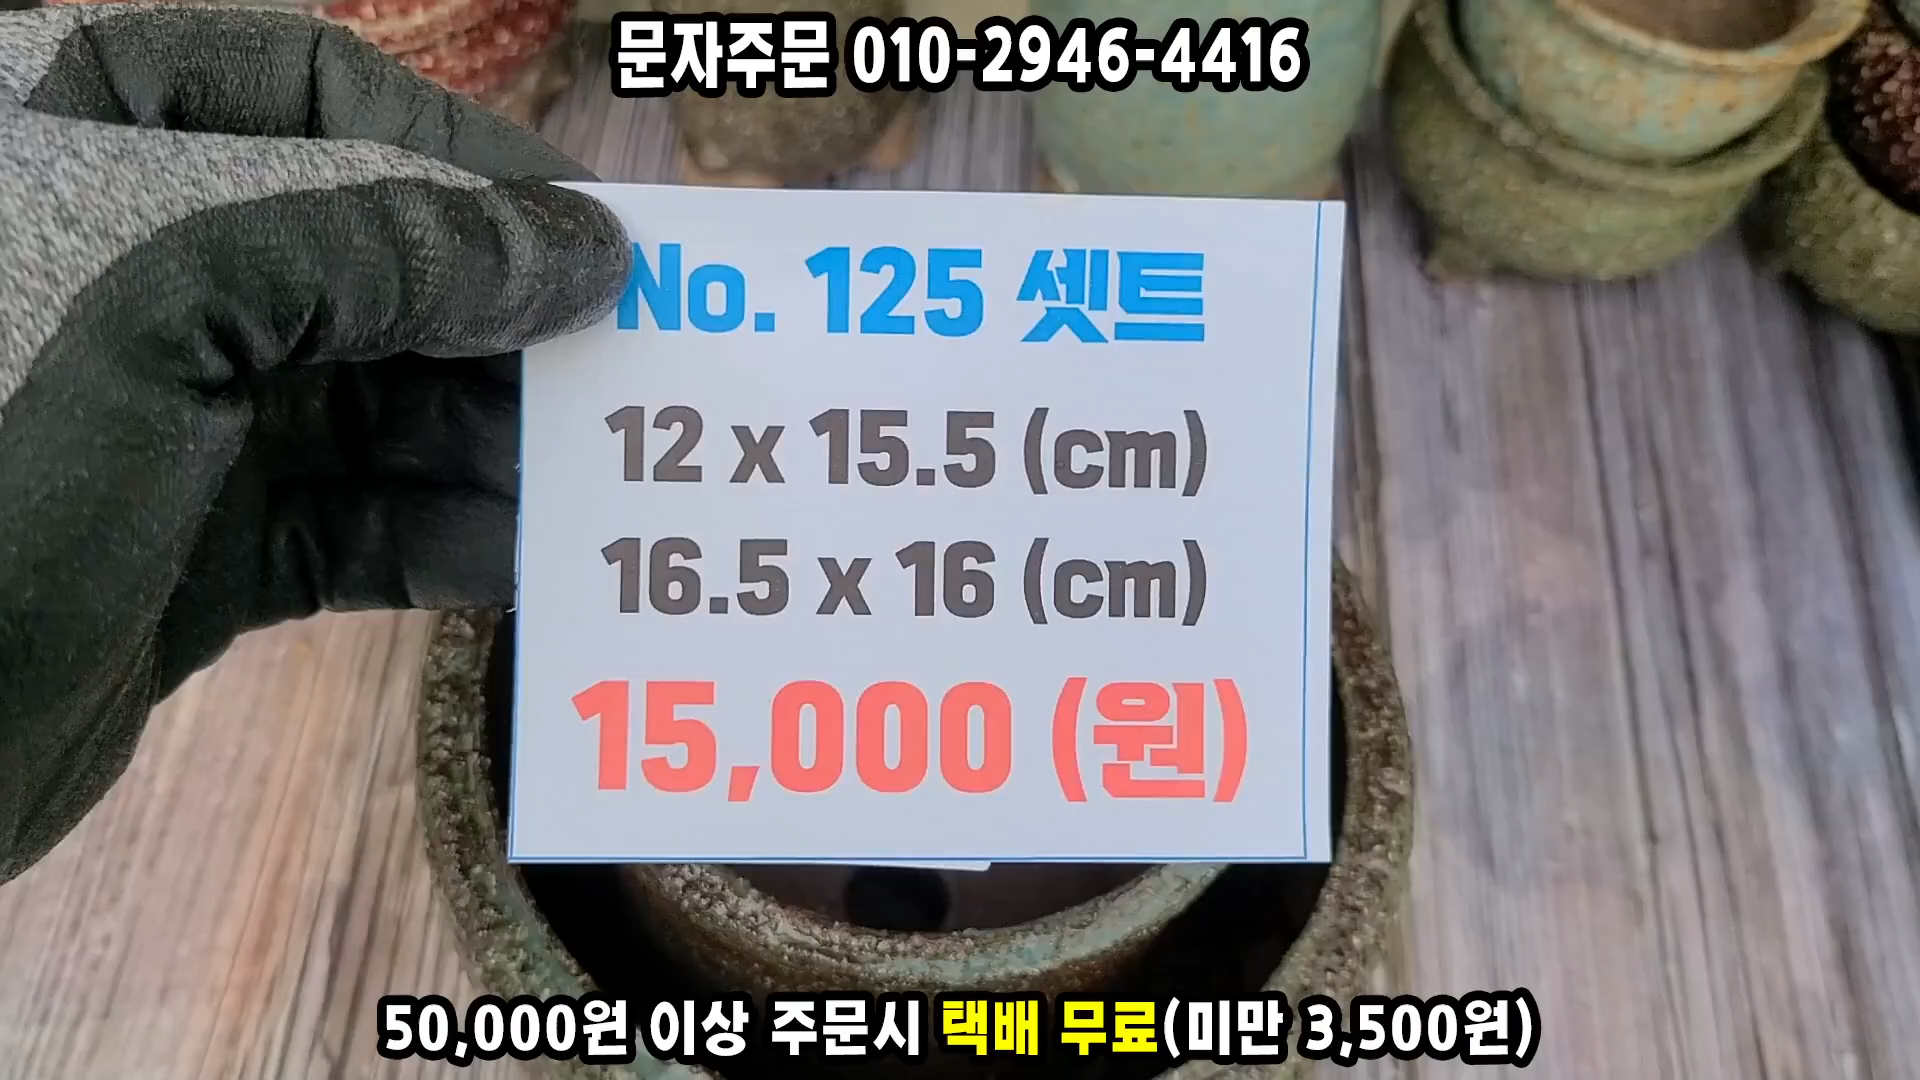 문자주문 010-2946-4416
No. 125 셋트
12 x 15.5 (cm)
16.5 x 16 (cm)
15,000 (원)
50,000원 이상 주문시 택배 무료(미만 3,500원)